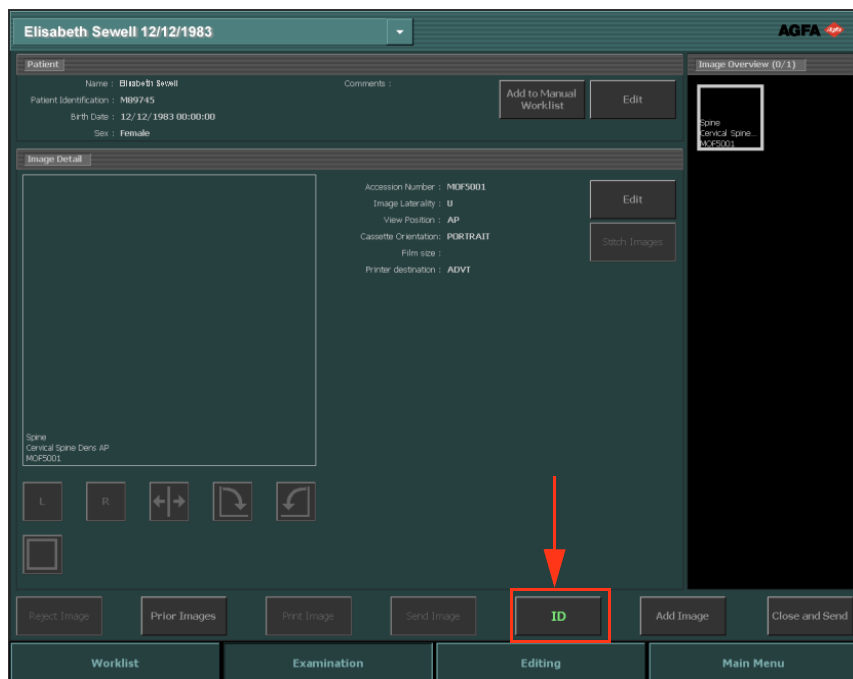 Elisabeth Sewell 12/12/1983
AGFA
Patient
Name : Elisabeth Sewell
Patient Identification : M89745
Birth Date : 12/12/1983 00:00:00
Sex : Female
Comments :
Add to Manual
Worklist
Edit
Image Overview (0/1)
Spine
Cervical Spine...
MOF5001
Image Detail
Accession Number : MOF5001
Image Laterality : U
View Position : AP
Cassette Orientation: PORTRAIT
Film size :
Printer destination : ADVT
Edit
Stitch Images
Spine
Cervical Spine Dens AP
MOF5001
L
R
Reject Image
Prior Images
Print Image
Send Image
ID
Add Image
Close and Send
Worklist
Examination
Editing
Main Menu